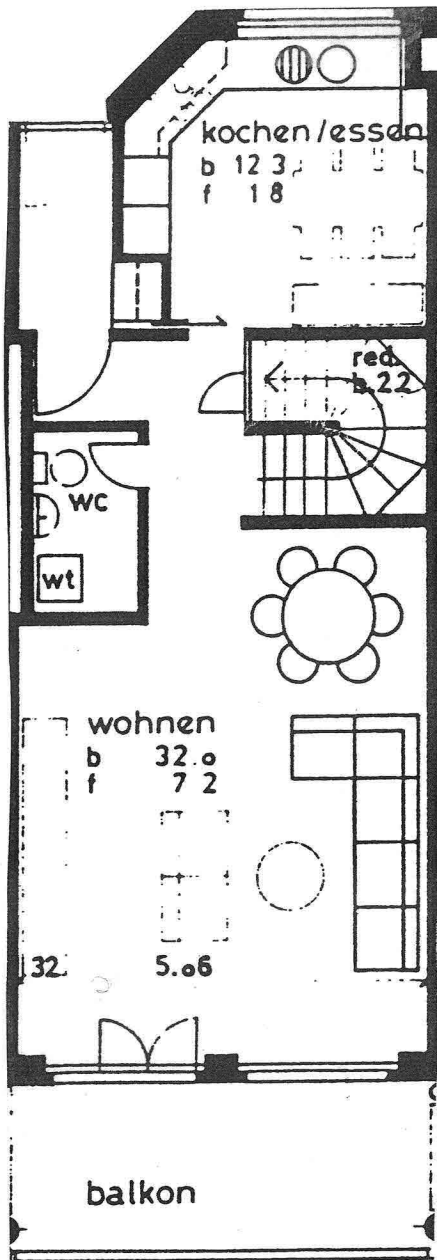 kochen/essen
b 12 3
f 1 8
red.
b.22
wc
wt
wohnen
b 32.o
f 7 2
32 5.o6
balkon